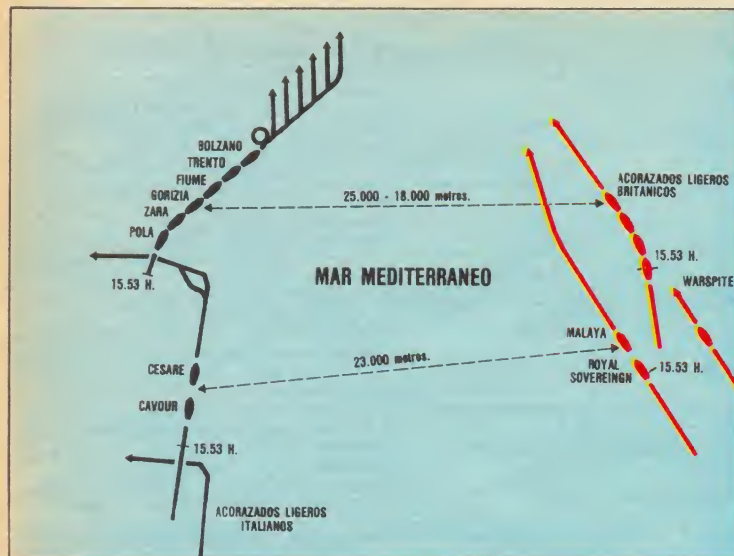 BOLZANO
TRENTO
FIUME
GORIZIA
ZARA
POLA
15.53 H.
25.000 - 18.000 metros.
ACORAZADOS LIGEROS
BRITANICOS
15.53 H.
WARSPITE
MAR MEDITERRANEO
MALAYA
ROYAL
SOVEREINGN
15.53 H.
23.000 metros.
CESARE
CAVOUR
15.53 H.
ACORAZADOS LIGEROS
ITALIANOS